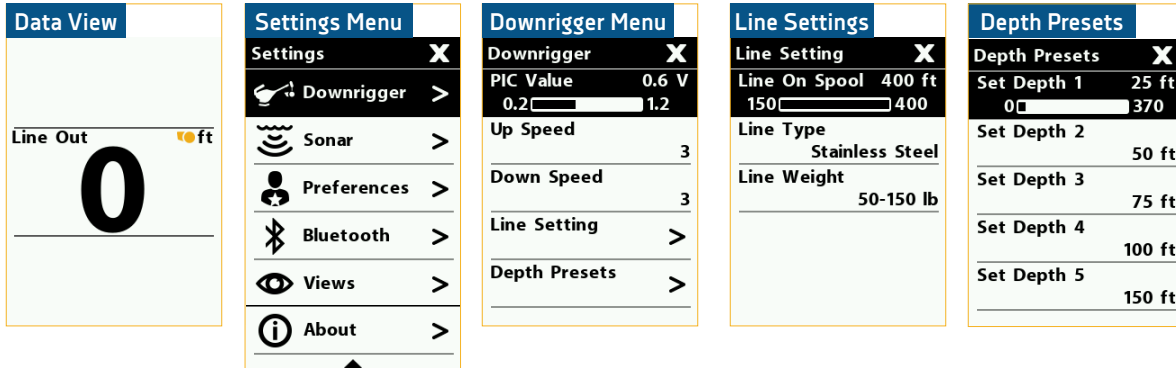 Data View
Line Out ft
0
Settings Menu
Settings X
Downrigger >
Sonar >
Preferences >
Bluetooth >
Views >
About >
Downrigger Menu
Downrigger X
PIC Value 0.6 V
0.2 1.2
Up Speed
3
Down Speed
3
Line Setting >
Depth Presets >
Line Settings
Line Setting X
Line On Spool 400 ft
150 400
Line Type
Stainless Steel
Line Weight
50-150 lb
Depth Presets
Depth Presets X
Set Depth 1 25 ft
0 370
Set Depth 2
50 ft
Set Depth 3
75 ft
Set Depth 4
100 ft
Set Depth 5
150 ft